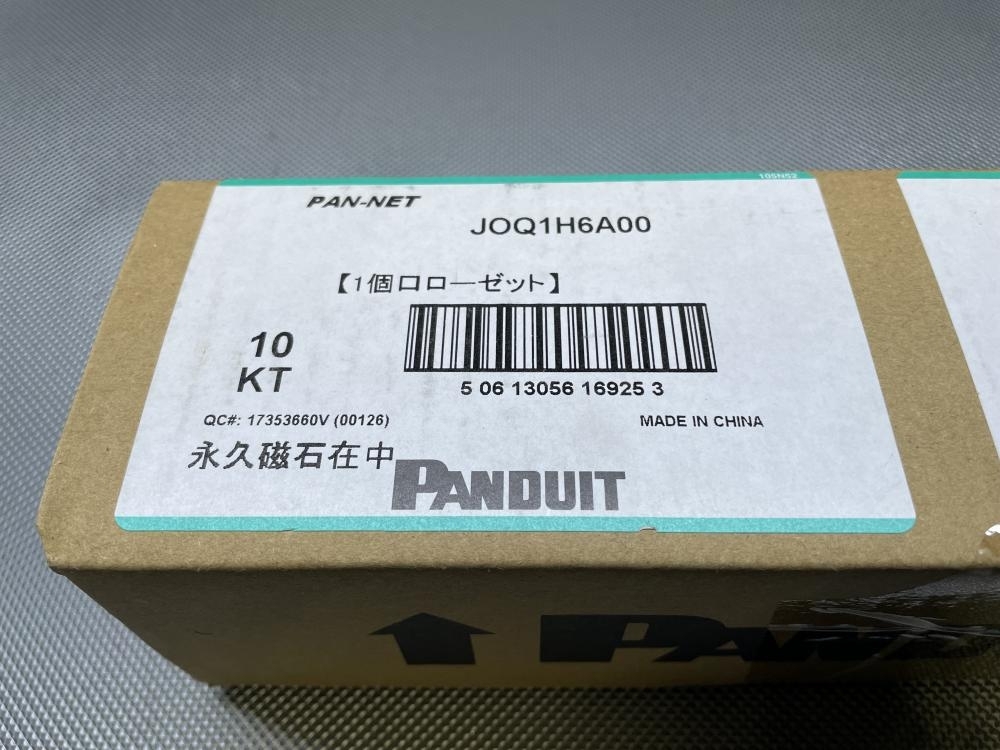 105N52
PAN-NET
JOQ1H6A00
【1個口ローゼット】
10
KT
5 06 13056 16925 3
QC#: 17353660V (00126)
MADE IN CHINA
永久磁石在中
PANDUIT